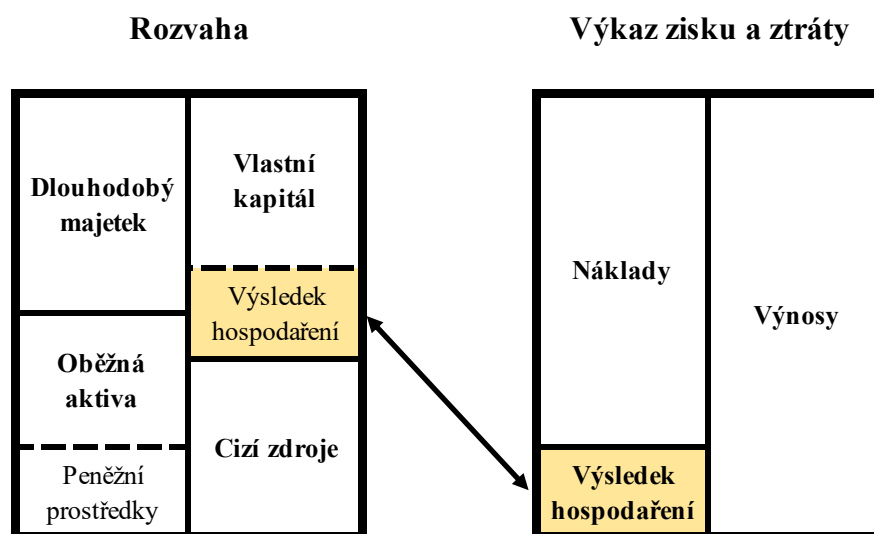 Rozvaha
Výkaz zisku a ztráty
Dlouhodobý
majetek
Oběžná
aktiva
Peněžní
prostředky
Vlastní
kapitál
Výsledek
hospodaření
Cizí zdroje
Náklady
Výsledek
hospodaření
Výnosy